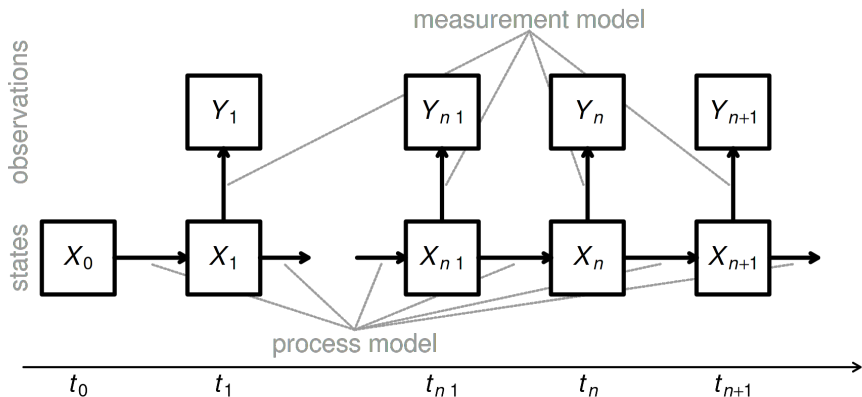 measurement model
observations
Y1 Yn 1 Yn Yn+1
states
X0 X1 Xn 1 Xn Xn+1
process model
t0 t1 tn 1 tn tn+1